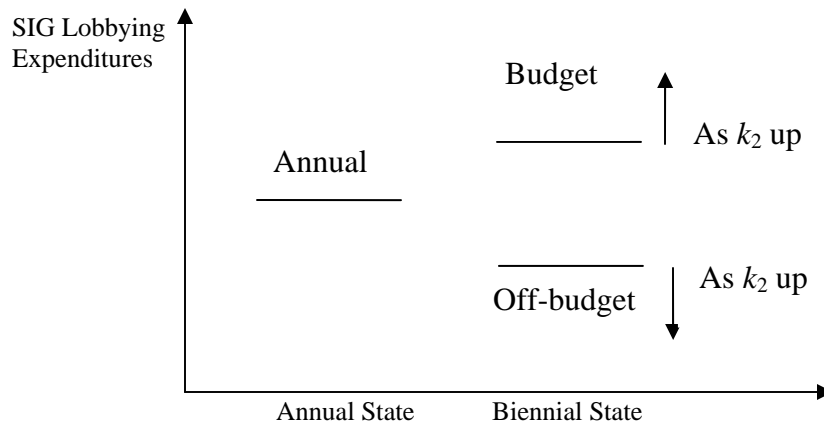 SIG Lobbying
Expenditures
Budget
As k₂ up
Annual
As k₂ up
Off-budget
Annual State
Biennial State